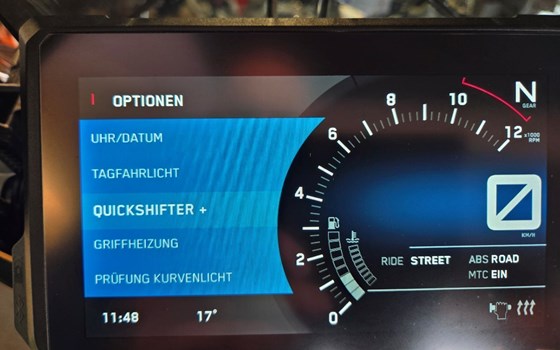 OPTIONEN
UHR/DATUM
TAGFAHRLICHT
QUICKSHIFTER +
GRIFFHEIZUNG
PRÜFUNG KURVENLICHT
11:48 17°
N
GEAR
0
2
4
6
8
10
12 x1000
RPM
0
KM/H
RIDE STREET
ABS ROAD
MTC EIN